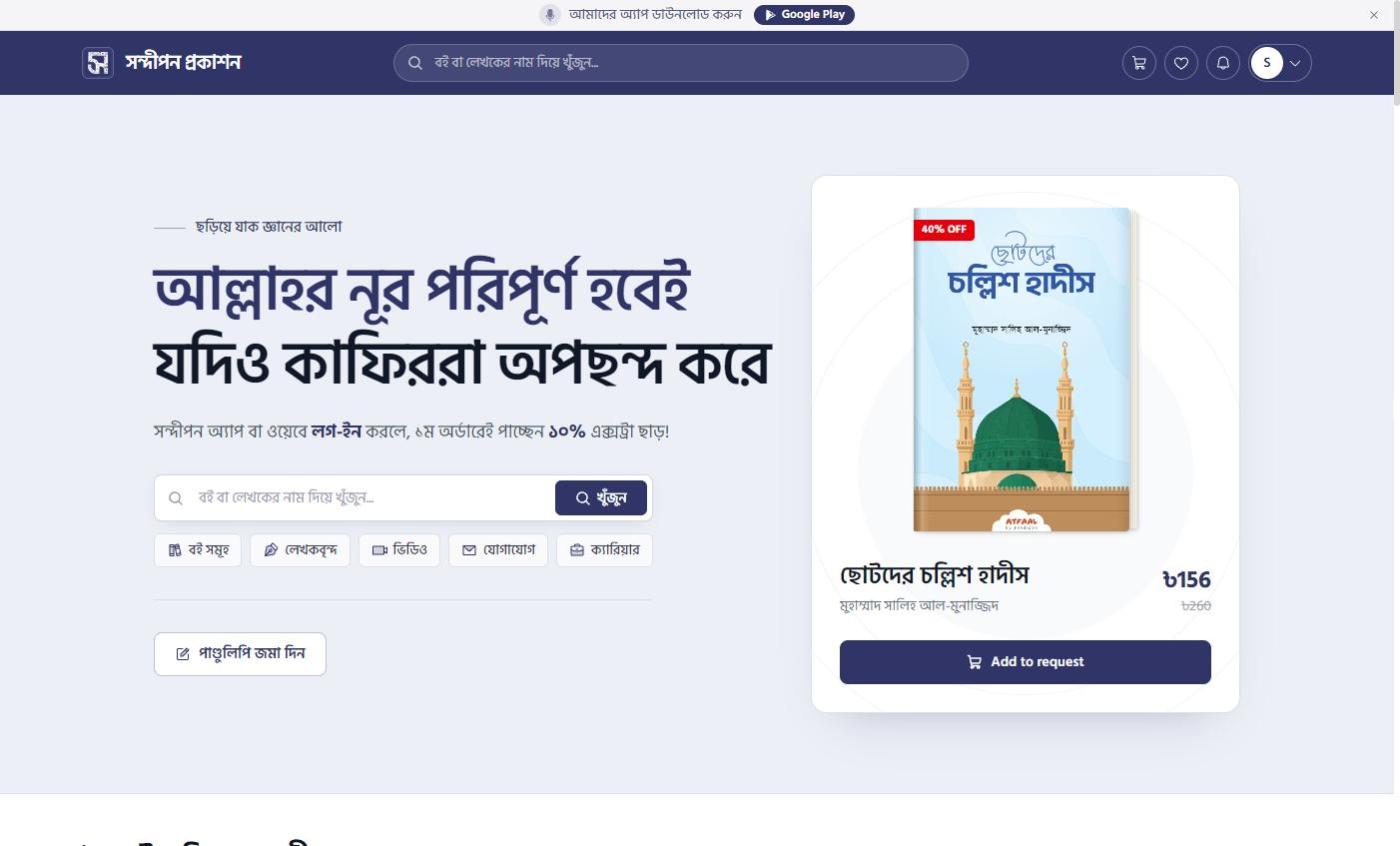 আমাদের অ্যাপ ডাউনলোড করুন
Google Play
সন্দীপন প্রকাশন
বই বা লেখকের নাম দিয়ে খুঁজুন...
S
ছড়িয়ে যাক জ্ঞানের আলো
আল্লাহর নূর পরিপূর্ণ হবেই
যদিও কাফিররা অপছন্দ করে
সন্দীপন অ্যাপ বা ওয়েবে লগ-ইন করলে, ১ম অর্ডারেই পাচ্ছেন ১০% এক্সট্রা ছাড়!
বই বা লেখকের নাম দিয়ে খুঁজুন...
খুঁজুন
বই সমূহ
লেখকবৃন্দ
ভিডিও
যোগাযোগ
ক্যারিয়ার
পাণ্ডুলিপি জমা দিন
40% OFF
ছোটদের
চল্লিশ হাদীস
মুহাম্মাদ সালিহ আল-মুনাজ্জিদ
ATFAAL
ছোটদের চল্লিশ হাদীস
৳156
মুহাম্মাদ সালিহ আল-মুনাজ্জিদ
৳260
Add to request